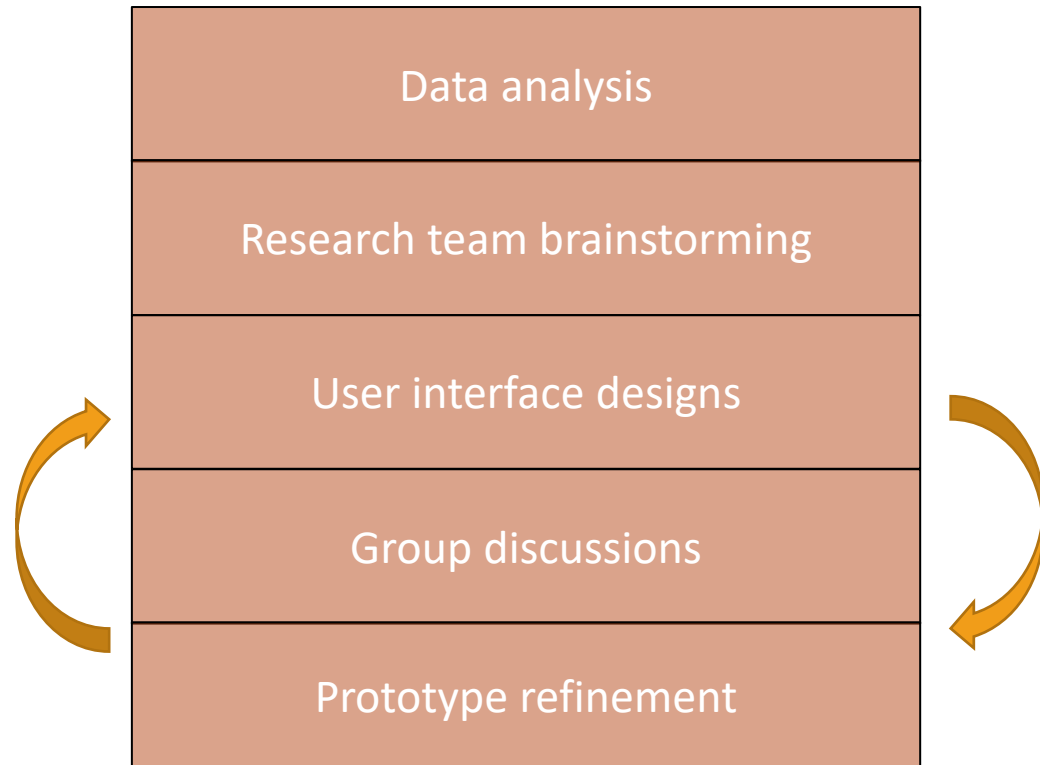 Data analysis
Research team brainstorming
User interface designs
Group discussions
Prototype refinement